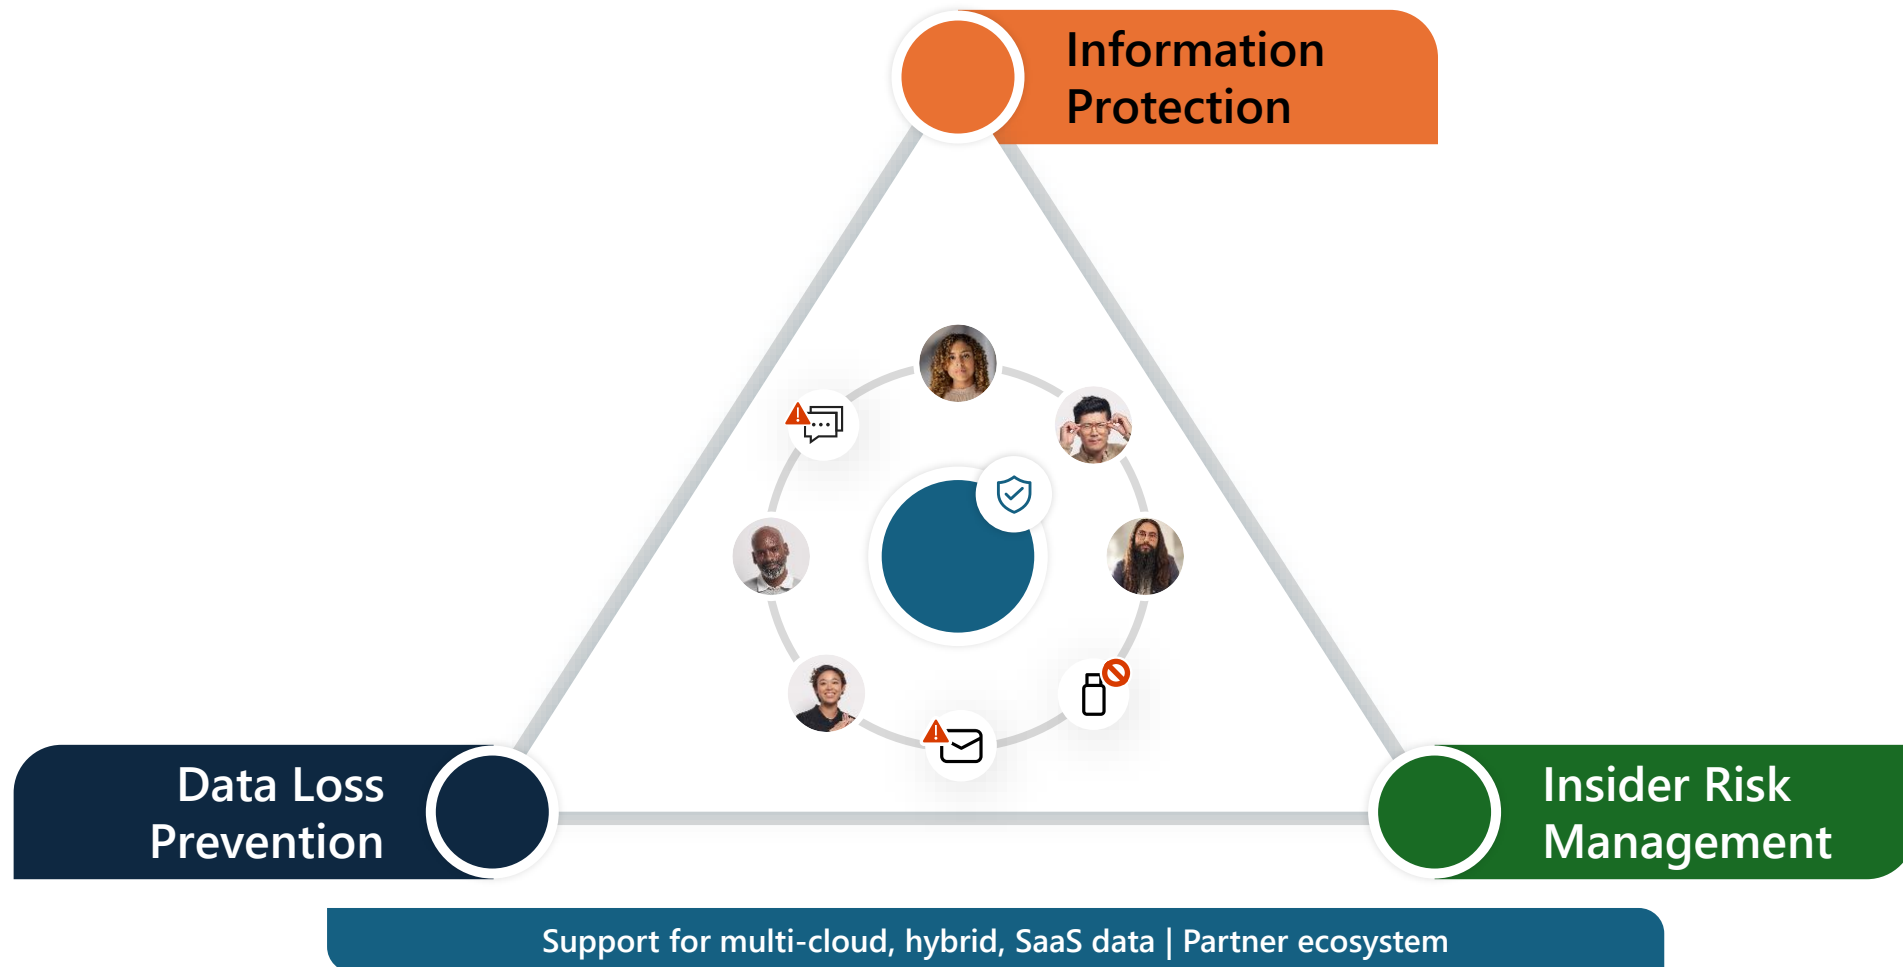 Information
Protection
Data Loss
Prevention
Insider Risk
Management
Support for multi-cloud, hybrid, SaaS data | Partner ecosystem